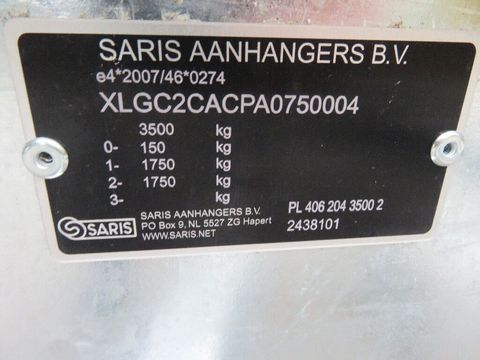 SARIS AANHANGERS B.V.
e4*2007/46*0274
XLGC2CACPA0750004
3500 kg
0- 150 kg
1- 1750 kg
2- 1750 kg
3- kg
SARIS
SARIS AANHANGERS B.V.
PO Box 9, NL 5527 ZG Hapert
WWW.SARIS.NET
PL 406 204 3500 2
2438101